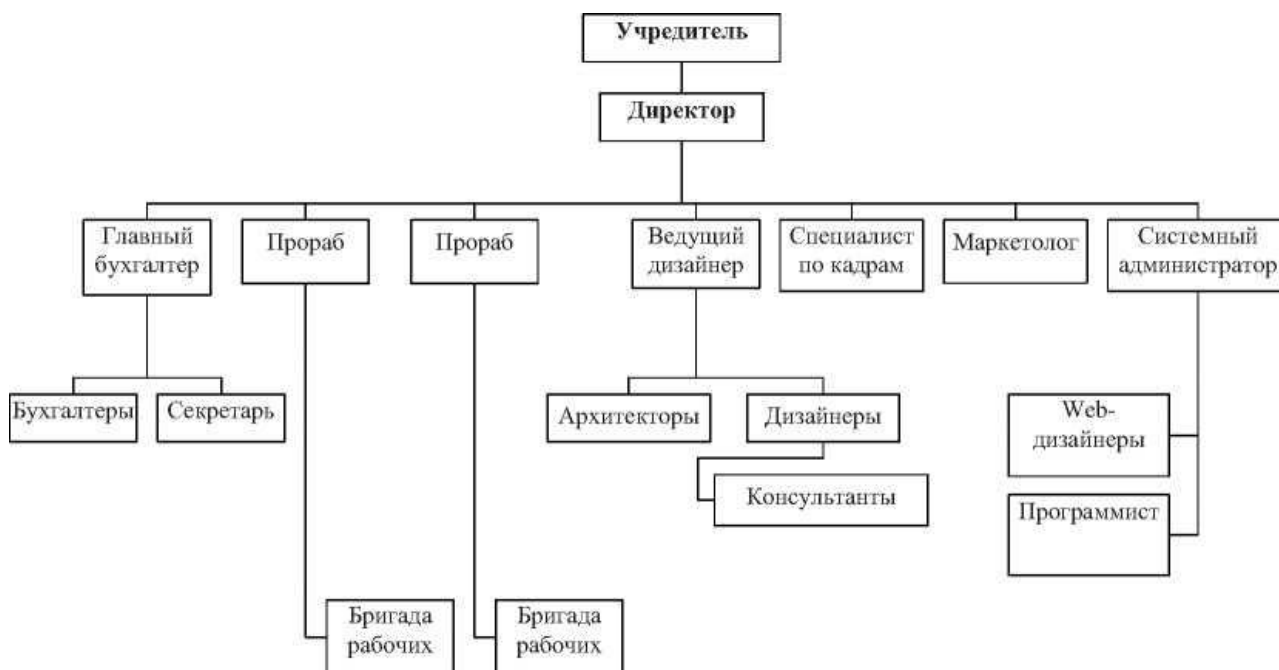 Учредитель
Директор
Главный
бухгалтер
Прораб
Прораб
Ведущий
дизайнер
Специалист
по кадрам
Маркетолог
Системный
администратор
Бухгалтеры
Секретарь
Архитекторы
Дизайнеры
Консультанты
Web-
дизайнеры
Программист
Бригада
рабочих
Бригада
рабочих